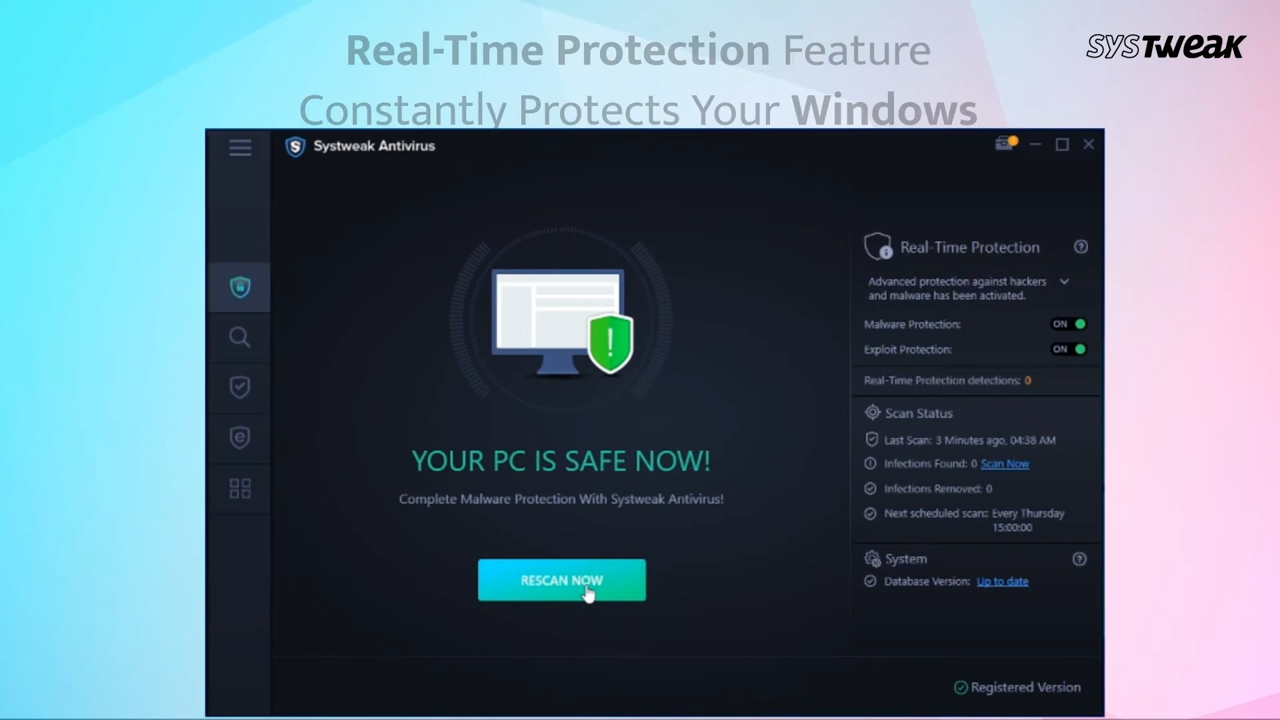 Real-Time Protection Feature
Constantly Protects Your Windows
SYSTWEAK
Systweak Antivirus
YOUR PC IS SAFE NOW!
Complete Malware Protection With Systweak Antivirus!
RESCAN NOW
Real-Time Protection
Advanced protection against hackers
and malware has been activated.
Malware Protection: ON
Exploit Protection: ON
Real-Time Protection detections: 0
Scan Status
Last Scan: 3 Minutes ago, 04:38 AM
Infections Found: 0 Scan Now
Infections Removed: 0
Next scheduled scan:: Every Thursday
15:00:00
System
Database Version: Up to date
Registered Version